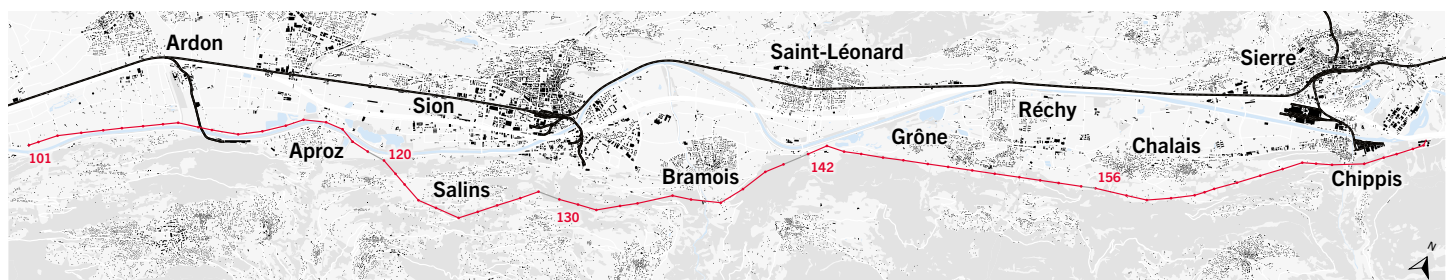 Ardon
Saint-Léonard
Sierre
Sion
Réchy
101
Aproz
120
Grône
Chalais
Salins
Bramois
142
156
Chippis
130
N